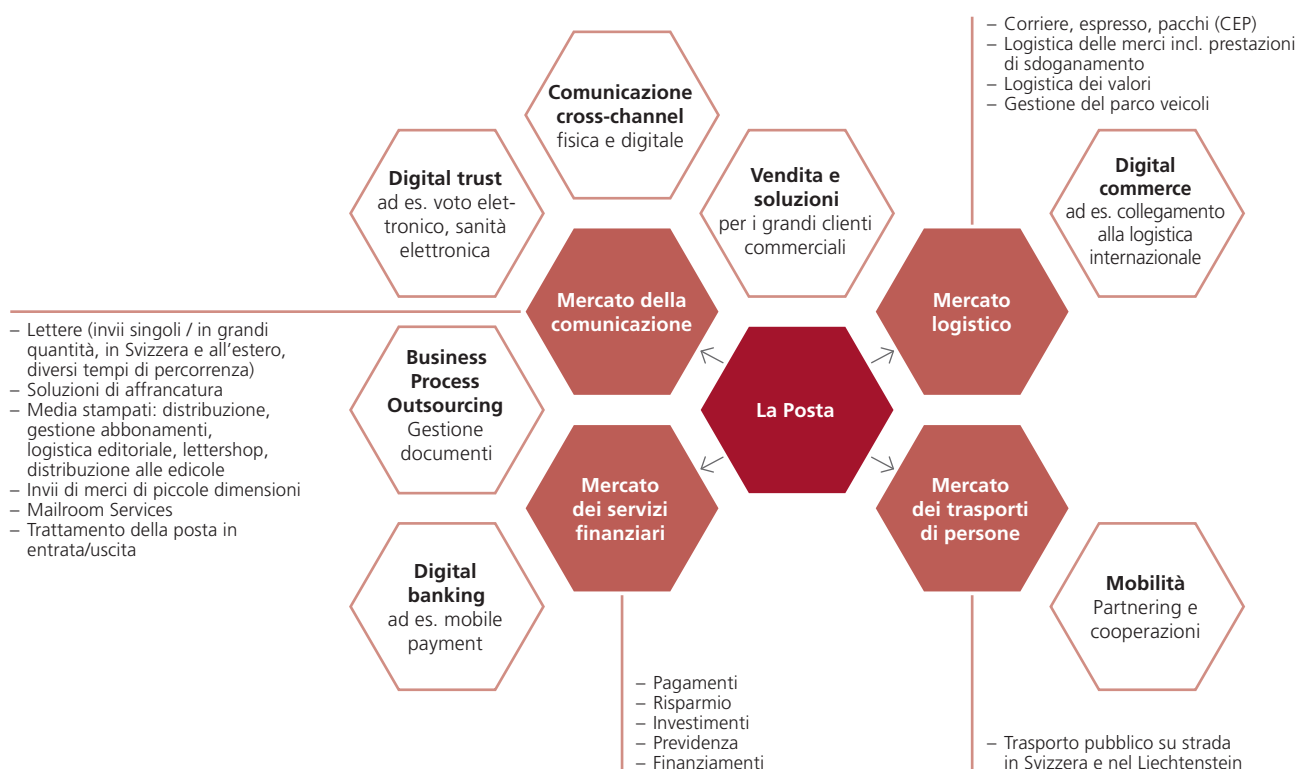 – Corriere, espresso, pacchi (CEP)
– Logistica delle merci incl. prestazioni
di sdoganamento
– Logistica dei valori
– Gestione del parco veicoli
Comunicazione
cross-channel
fisica e digitale
Digital trust
ad es. voto elet-
tronico, sanità
elettronica
Vendita e
soluzioni
per i grandi clienti
commerciali
Digital
commerce
ad es. collegamento
alla logistica
internazionale
Mercato della
comunicazione
Mercato
logistico
– Lettere (invii singoli / in grandi
quantità, in Svizzera e all'estero,
diversi tempi di percorrenza)
– Soluzioni di affrancatura
– Media stampati: distribuzione,
gestione abbonamenti,
logistica editoriale, lettershop,
distribuzione alle edicole
– Invii di merci di piccole dimensioni
– Mailroom Services
– Trattamento della posta in
entrata/uscita
Business
Process
Outsourcing
Gestione
documenti
La Posta
Mercato
dei servizi
finanziari
Mercato
dei trasporti
di persone
Digital
banking
ad es. mobile
payment
Mobilità
Partnering e
cooperazioni
– Pagamenti
– Risparmio
– Investimenti
– Previdenza
– Finanziamenti
– Trasporto pubblico su strada
in Svizzera e nel Liechtenstein